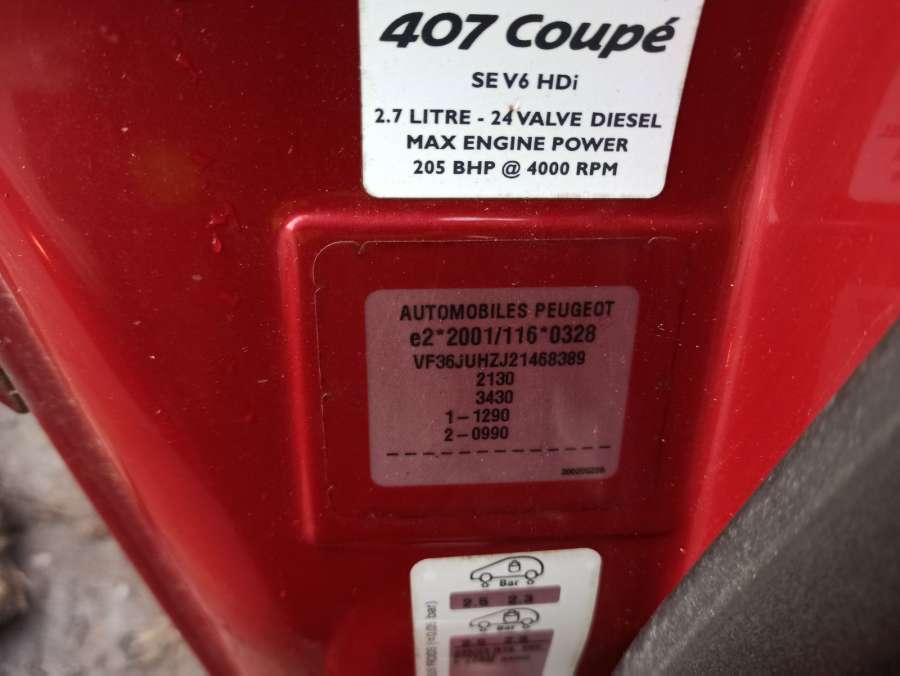 407 Coupé
SE V6 HDi
2.7 LITRE - 24 VALVE DIESEL
MAX ENGINE POWER
205 BHP @ 4000 RPM
AUTOMOBILES PEUGEOT
e2*2001/116*0328
VF36JUHZJ21468389
2130
3430
1-1290
2-0990
Bar
2.5 2.3
Bar